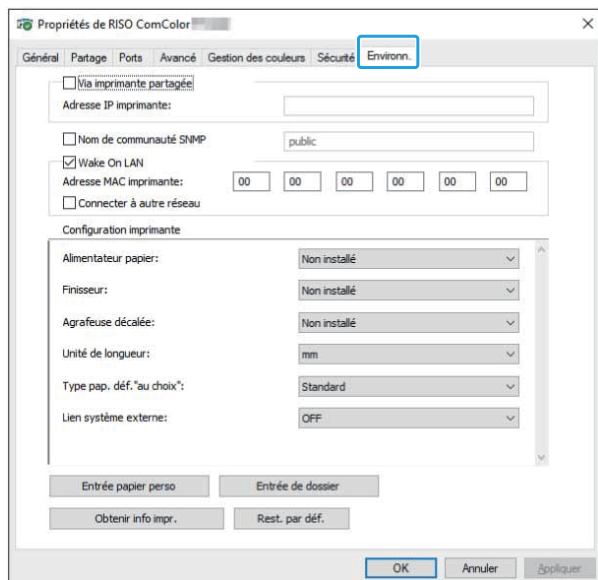 Propriétés de RISO ComColor
Général Partage Ports Avancé Gestion des couleurs Sécurité Environn.
Via imprimante partagée
Adresse IP imprimante:
Nom de communauté SNMP public
Wake On LAN
Adresse MAC imprimante: 00 00 00 00 00 00
Connecter à autre réseau
Configuration imprimante
Alimentateur papier: Non installé
Finisseur: Non installé
Agrafeuse décalée: Non installé
Unité de longueur: mm
Type pap. déf."au choix": Standard
Lien système externe: OFF
Entrée papier perso Entrée de dossier
Obtenir info impr. Rest. par déf.
OK Annuler Appliquer